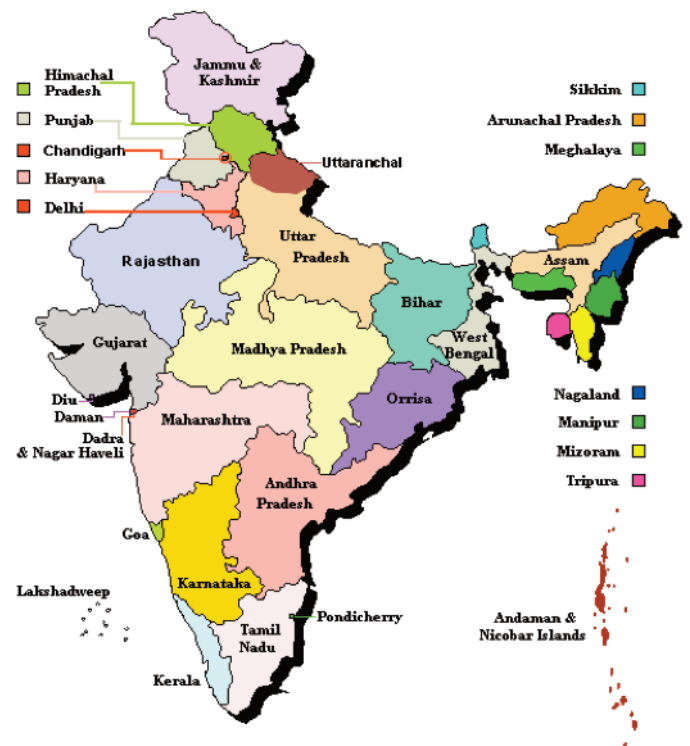 Jammu &
Kashmir
Himachal
Pradesh
Punjab
Chandigarh
Haryana
Delhi
Uttaranchal
Sikkim
Arunachal Pradesh
Meghalaya
Rajasthan
Uttar
Pradesh
Assam
Bihar
Gujarat
Madhya Pradesh
West
Bengal
Diu
Daman
Dadra
& Nagar Haveli
Maharashtra
Orrisa
Nagaland
Manipur
Mizoram
Tripura
Andhra
Pradesh
Goa
Karnataka
Lakshadweep
Tamil
Nadu
Pondicherry
Kerala
Andaman &
Nicobar Islands